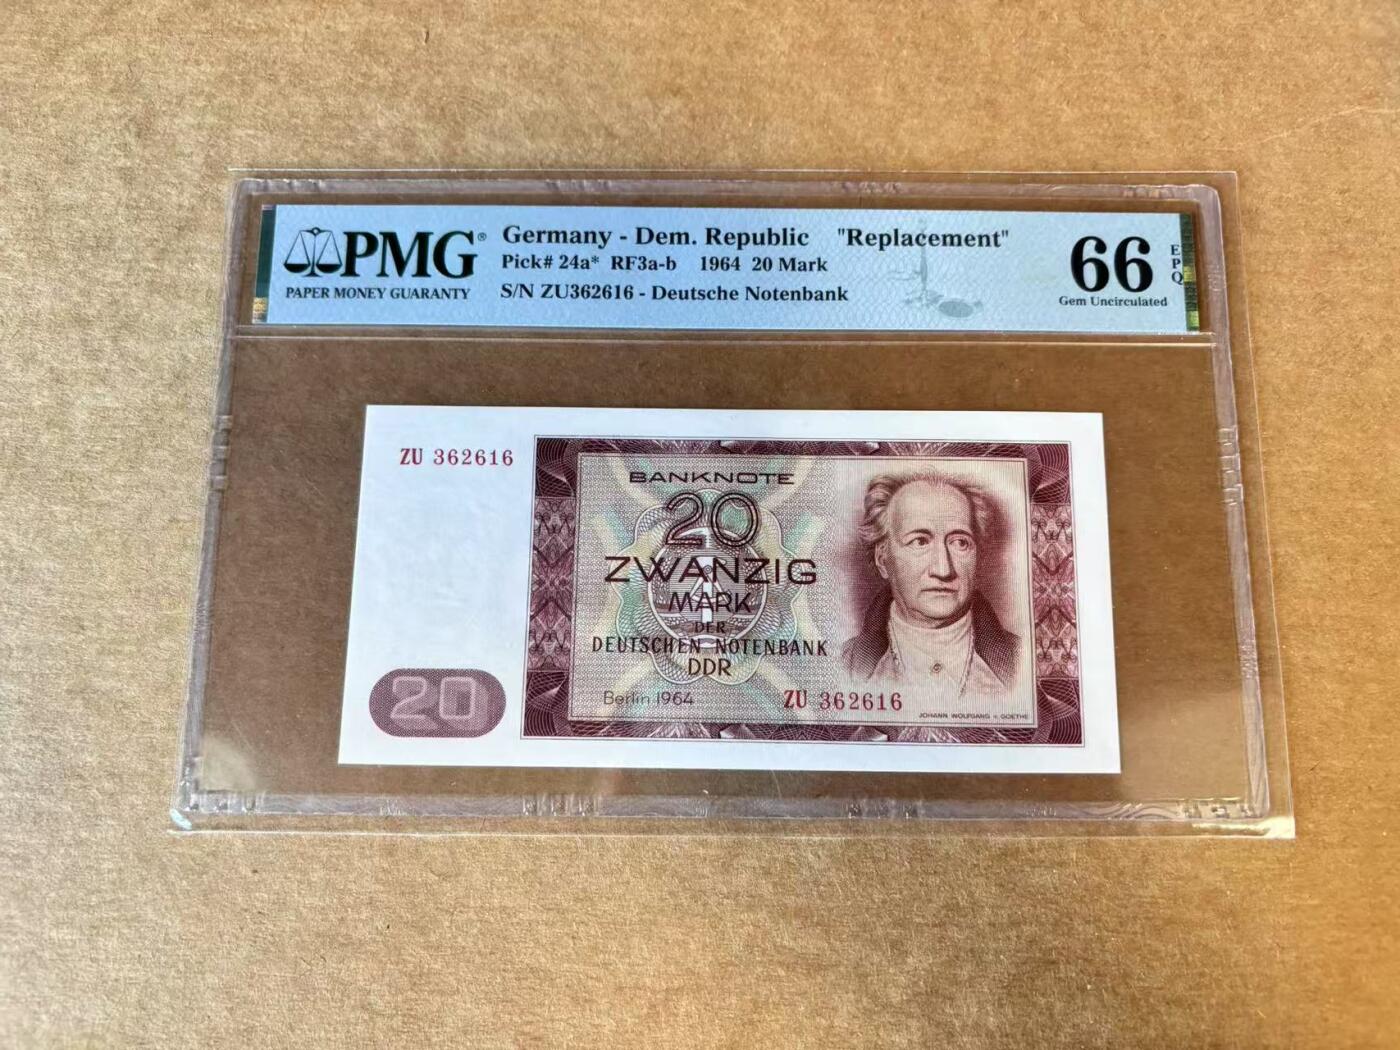 PMG®
PAPER MONEY GUARANTY
Germany - Dem. Republic "Replacement"
Pick# 24a* RF3a-b 1964 20 Mark
S/N ZU362616 - Deutsche Notenbank
66
EPQ
Gem Uncirculated
ZU 362616
BANKNOTE
20
ZWANZIG
MARK
DER
DEUTSCHEN NOTENBANK
DDR
Berlin 1964
ZU 362616
JOHANN WOLFGANG v. GOETHE
20